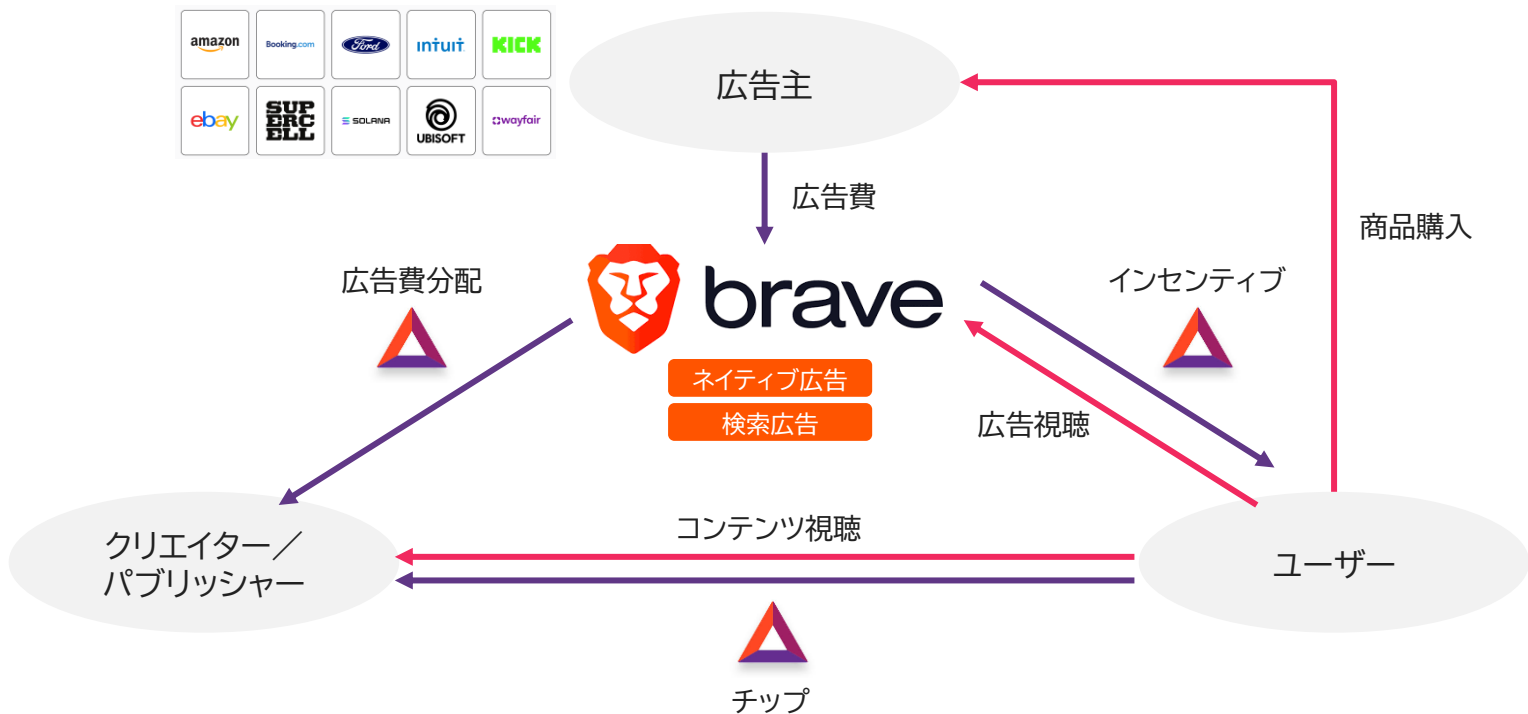 amazon
Booking.com
Ford
intuit
KICK
ebay
SUP
ERC
ELL
SOLANA
UBISOFT
wayfair
広告主
広告費
商品購入
広告費分配
brave
インセンティブ
ネイティブ広告
検索広告
広告視聴
コンテンツ視聴
クリエイター／
パブリッシャー
ユーザー
チップ